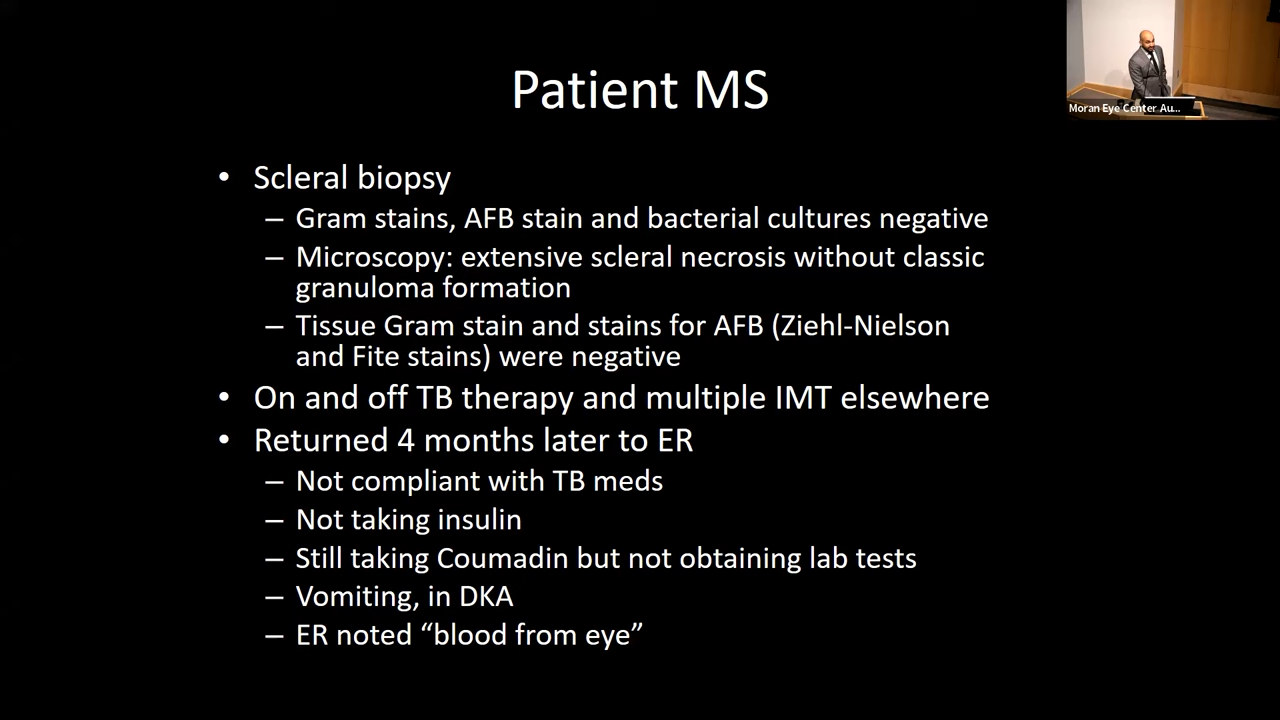 Patient MS
Moran Eye Center Au...
• Scleral biopsy
– Gram stains, AFB stain and bacterial cultures negative
– Microscopy: extensive scleral necrosis without classic
granuloma formation
– Tissue Gram stain and stains for AFB (Ziehl-Nielson
and Fite stains) were negative
• On and off TB therapy and multiple IMT elsewhere
• Returned 4 months later to ER
– Not compliant with TB meds
– Not taking insulin
– Still taking Coumadin but not obtaining lab tests
– Vomiting, in DKA
– ER noted “blood from eye”